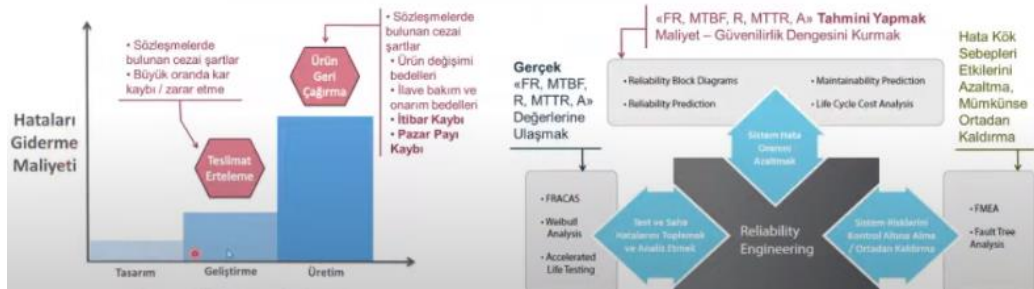 Hataları
Giderme
Maliyeti
• Sözleşmelerde
bulunan cezai şartlar
• Büyük oranda kar
kaybı / zarar etme
Teslimat
Erteleme
Ürün
Geri
Çağırma
• Sözleşmelerde
bulunan cezai
şartlar
• Ürün değişimi
bedelleri
• İlave bakım ve
onarım bedelleri
• İtibar Kaybı
• Pazar Payı
Kaybı
Tasarım
Geliştirme
Üretim
«FR, MTBF, R, MTTR, A» Tahmini Yapmak
Maliyet – Güvenilirlik Dengesini Kurmak
Gerçek
«FR, MTBF,
R, MTTR, A»
Değerlerine
Ulaşmak
• Reliability Block Diagrams
• Reliability Prediction
• Maintainability Prediction
• Life Cycle Cost Analysis
Hata Kök
Sebepleri
Etkilerini
Azaltma,
Mümkünse
Ortadan
Kaldırma
Sistem Hata
Oranını
Azaltmak
• FRACAS
• Weibull
Analysis
• Accelerated
Life Testing
Test ve Saha
Hatalarını Toplamak
ve Analiz Etmek
Reliability
Engineering
Sistem Risklerini
Kontrol Altına Alma
/ Ortadan Kaldırma
• FMEA
• Fault Tree
Analysis